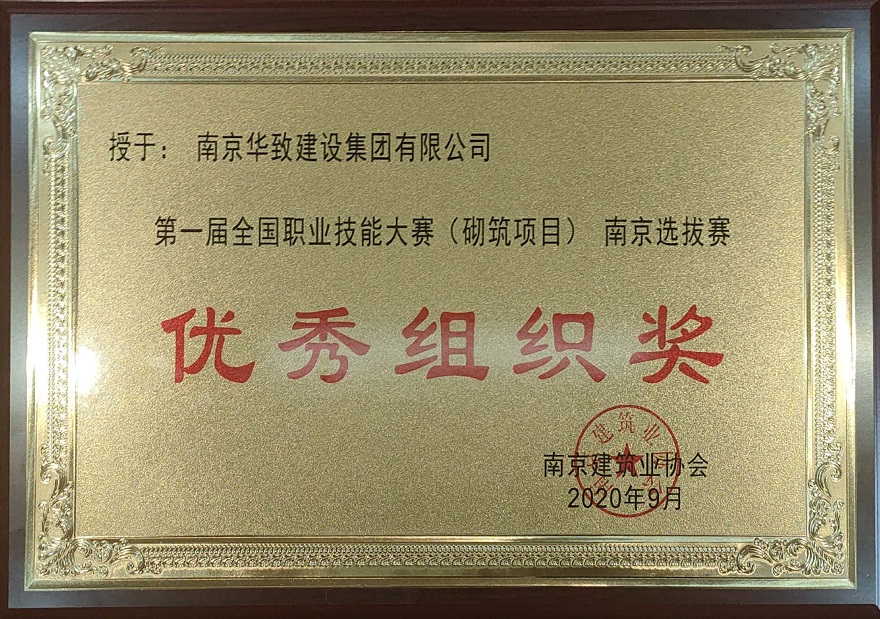 授于： 南京华致建设集团有限公司
第一届全国职业技能大赛（砌筑项目） 南京选拔赛
优秀组织奖
南京建筑业协会
2020年9月